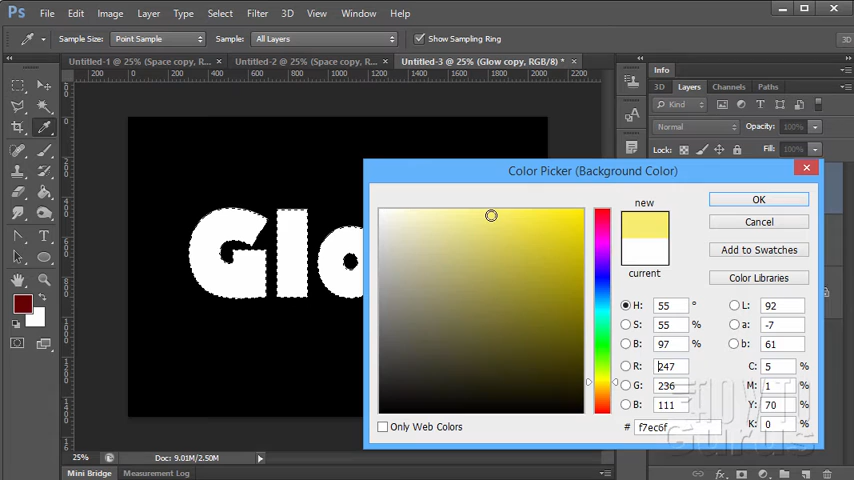 Ps File Edit Image Layer Type Select Filter 3D View Window Help
Sample Size: Point Sample Sample: All Layers Show Sampling Ring 3D
Untitled-1 @ 25% (Space copy, R... × Untitled-2 @ 25% (Space copy, R... × Untitled-3 @ 25% (Glow copy, RGB/8) * ×
200 0 200 400 600 800 1000 1200 1400 1600 1800 2000 2200
Info
3D Layers Channels Paths
Kind
Normal Opacity: 100%
Lock: Fill: 100%
Glo
Color Picker (Background Color)
new
current
OK
Cancel
Add to Swatches
Color Libraries
H: 55 ° L: 92
S: 55 % a: -7
B: 97 % b: 61
R: 247 C: 5 %
G: 236 M: 1 %
B: 111 Y: 70 %
K: 0 %
Only Web Colors # f7ec6f
Gurus
25% Doc: 9.01M/2.50M
Mini Bridge Measurement Log